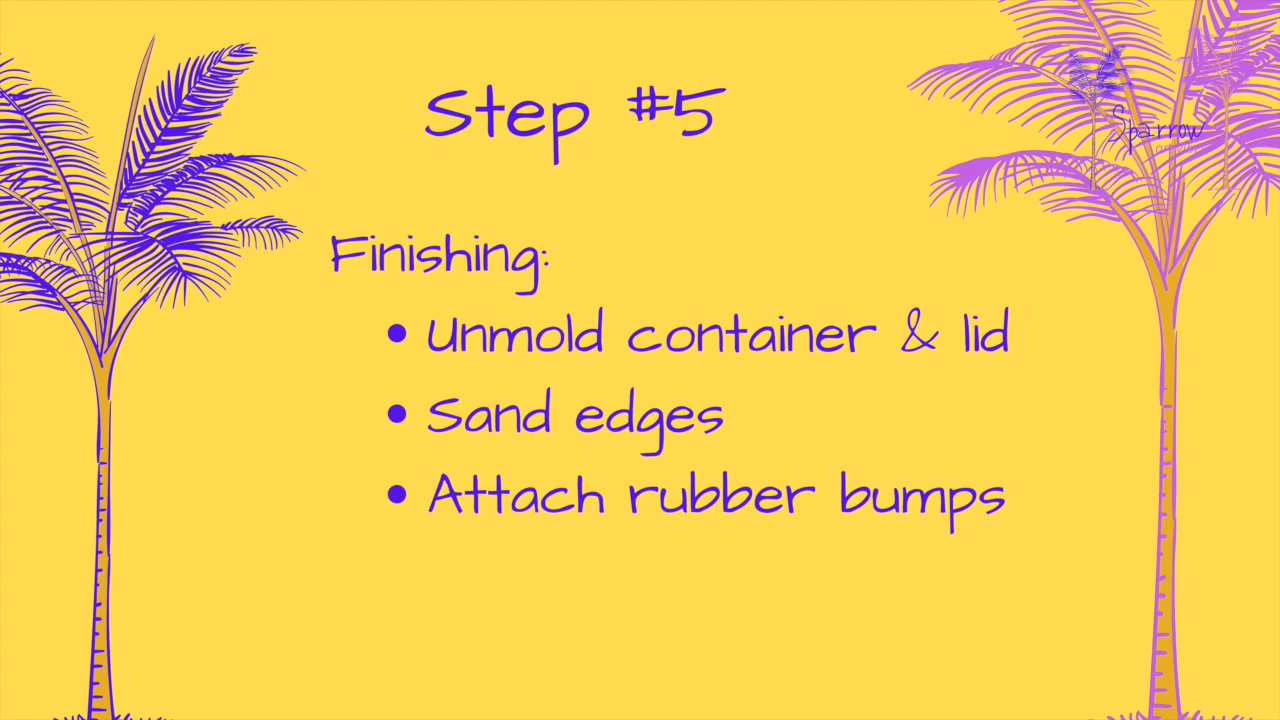 Step #5
Sparrow
Finishing:
• Unmold container & lid
• Sand edges
• Attach rubber bumps